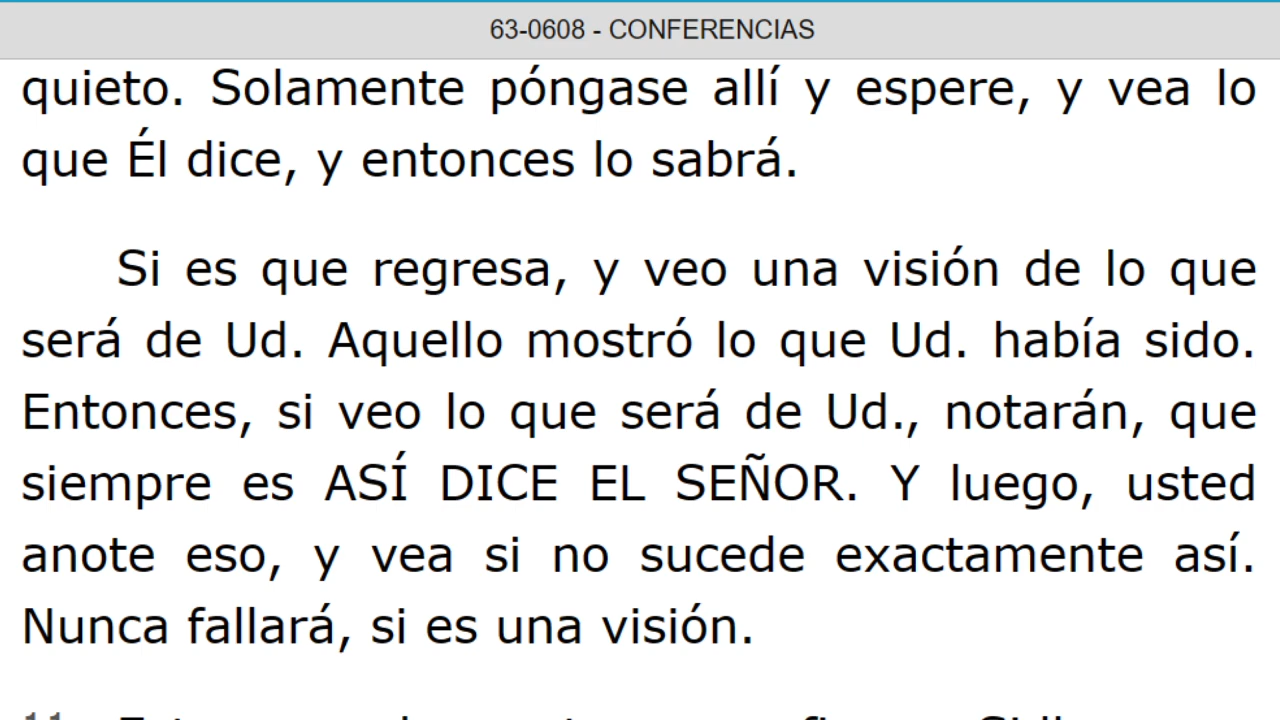 63-0608 - CONFERENCIAS
quieto. Solamente póngase allí y espere, y vea lo
que Él dice, y entonces lo sabrá.
Si es que regresa, y veo una visión de lo que
será de Ud. Aquello mostró lo que Ud. había sido.
Entonces, si veo lo que será de Ud., notarán, que
siempre es ASÍ DICE EL SEÑOR. Y luego, usted
anote eso, y vea si no sucede exactamente así.
Nunca fallará, si es una visión.